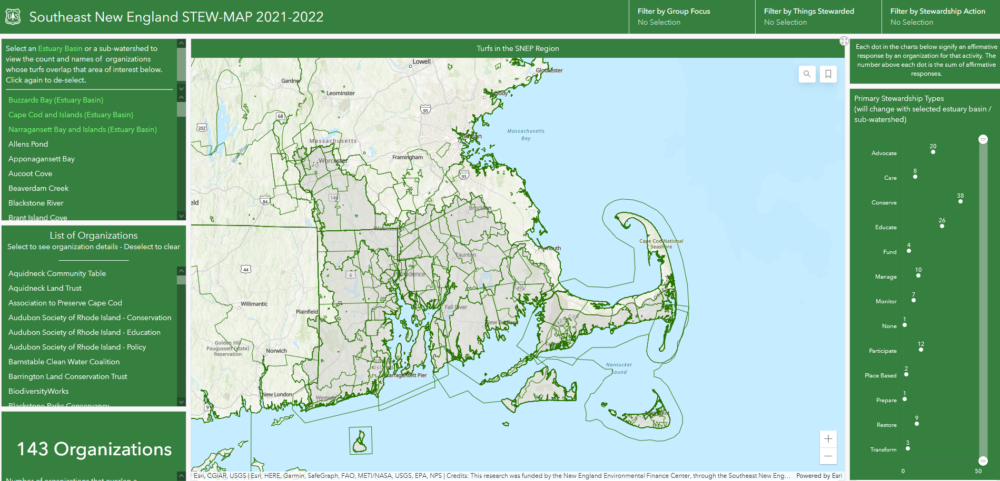 Southeast New England STEW-MAP 2021-2022
Filter by Group Focus
No Selection
Filter by Things Stewarded
No Selection
Filter by Stewardship Action
No Selection
Select an Estuary Basin or a sub-watershed to
view the count and names of organizations
whose turfs overlap that area of interest below.
Click again to de-select.
Buzzards Bay (Estuary Basin)
Cape Cod and Islands (Estuary Basin)
Narragansett Bay and Islands (Estuary Basin)
Allens Pond
Apponagansett Bay
Aucoot Cove
Beaverdam Creek
Blackstone River
Brant Island Cove
List of Organizations
Select to see organization details - Deselect to clear
Aquidneck Community Table
Aquidneck Land Trust
Association to Preserve Cape Cod
Audubon Society of Rhode Island - Conservation
Audubon Society of Rhode Island - Education
Audubon Society of Rhode Island - Policy
Barnstable Clean Water Coalition
Barrington Land Conservation Trust
BiodiversityWorks
Blackstone Parks Conservancy
143 Organizations
Number of organizations that overlap a
Turfs in the SNEP Region
Lowell
Gloucester
Gardner
Leominster
Peabody
95
68
202
Massachusetts
Bay
Boston
Massachusetts
Ware River
Worcester
Framingham
93
146
84
eld
Brockton
Woonsocket
Cape Cod National
Seashore
Plymouth
Taunton
44
6
Providence
495
Willimantic
Fall River
Plainfield
New Bedford
Cape Cod
Golden Hill
Paugussett (state)
Reservation
Norwich
Nantucket
Sound
Narragansett Pier
New London
Westerly
9
Esri, CGIAR, USGS | Esri, HERE, Garmin, SafeGraph, FAO, METI/NASA, USGS, EPA, NPS | Credits: This research was funded by the New England Environmental Finance Center, through the Southeast New Eng...
Powered by Esri
Each dot in the charts below signify an affirmative
response by an organization for that activity. The
number above each dot is the sum of affirmative
responses.
Primary Stewardship Types
(will change with selected estuary basin /
sub-watershed)
Advocate 20
Care 8
Conserve 38
Educate 26
Fund 4
Manage 10
Monitor 7
None 1
Participate 12
Place Based 2
Prepare 1
Restore 9
Transform 3
0 50